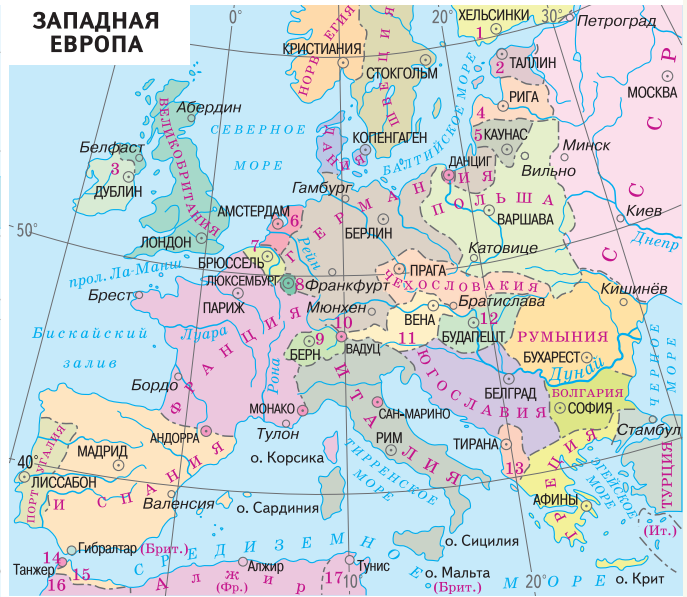 ЗАПАДНАЯ
ЕВРОПА
0°
20°
30°
ХЕЛЬСИНКИ
Петроград
1
НОРВЕГИЯ
ШВЕЦИЯ
КРИСТИАНИЯ
СТОКГОЛЬМ
2
ТАЛЛИН
РИГА
МОСКВА
СССР
Абердин
ВЕЛИКОБРИТАНИЯ
СЕВЕРНОЕ
МОРЕ
ДАНИЯ
КОПЕНГАГЕН
БАЛТИЙСКОЕ МОРЕ
4
5
КАУНАС
Минск
Вильно
Белфаст
3
ДУБЛИН
ДАНЦИГ
Гамбург
АМСТЕРДАМ
6
ГЕРМАНИЯ
БЕРЛИН
ПОЛЬША
ВАРШАВА
Киев
Днепр
50°
ЛОНДОН
7
БРЮССЕЛЬ
Рейн
Катовице
ПРАГА
ЧЕХОСЛОВАКИЯ
прол. Ла-Манш
ЛЮКСЕМБУРГ
8
Франкфурт
Кишинёв
Брест
ПАРИЖ
Мюнхен
ВЕНА
Братислава
Бискайский
залив
Луара
ФРАНЦИЯ
10
9
БЕРН
ВАДУЦ
11
12
БУДАПЕШТ
РУМЫНИЯ
БУХАРЕСТ
Дунай
ЧЕРНОЕ
МОРЕ
Бордо
Рона
ИТАЛИЯ
ЮГОСЛАВИЯ
БЕЛГРАД
БОЛГАРИЯ
СОФИЯ
МОНАКО
САН-МАРИНО
АНДОРРА
Тулон
РИМ
ТИРАНА
Стамбул
40°
ПОРТУГАЛИЯ
МАДРИД
ЛИССАБОН
ИСПАНИЯ
о. Корсика
ТИРРЕНСКОЕ
МОРЕ
13
ГРЕЦИЯ
ЭГЕЙСКОЕ
МОРЕ
ТУРЦИЯ
Валенсия
о. Сардиния
АФИНЫ
(Ит.)
Гибралтар
(Брит.)
СРЕДИЗЕМНОЕ
МОРЕ
о. Сицилия
14
Танжер
15
16
Алжир
Алжир
(Фр.)
17
Тунис
10°
о. Мальта
(Брит.)
20°
о. Крит